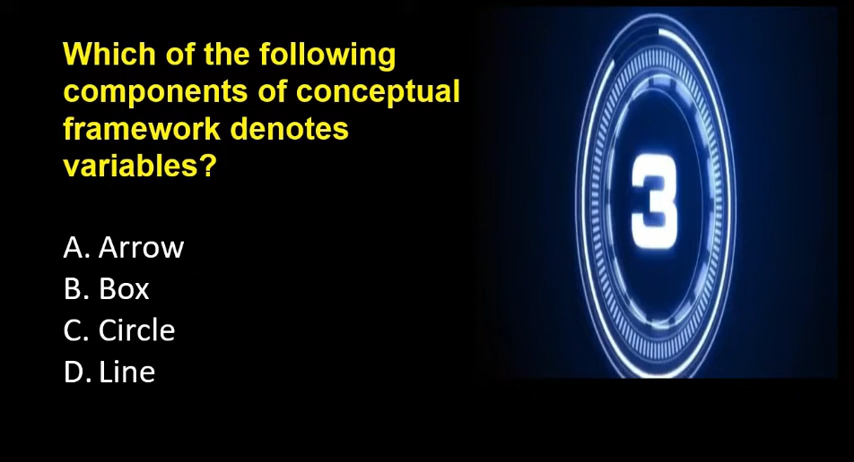 Which of the following
components of conceptual
framework denotes
variables?
A. Arrow
B. Box
C. Circle
D. Line
3